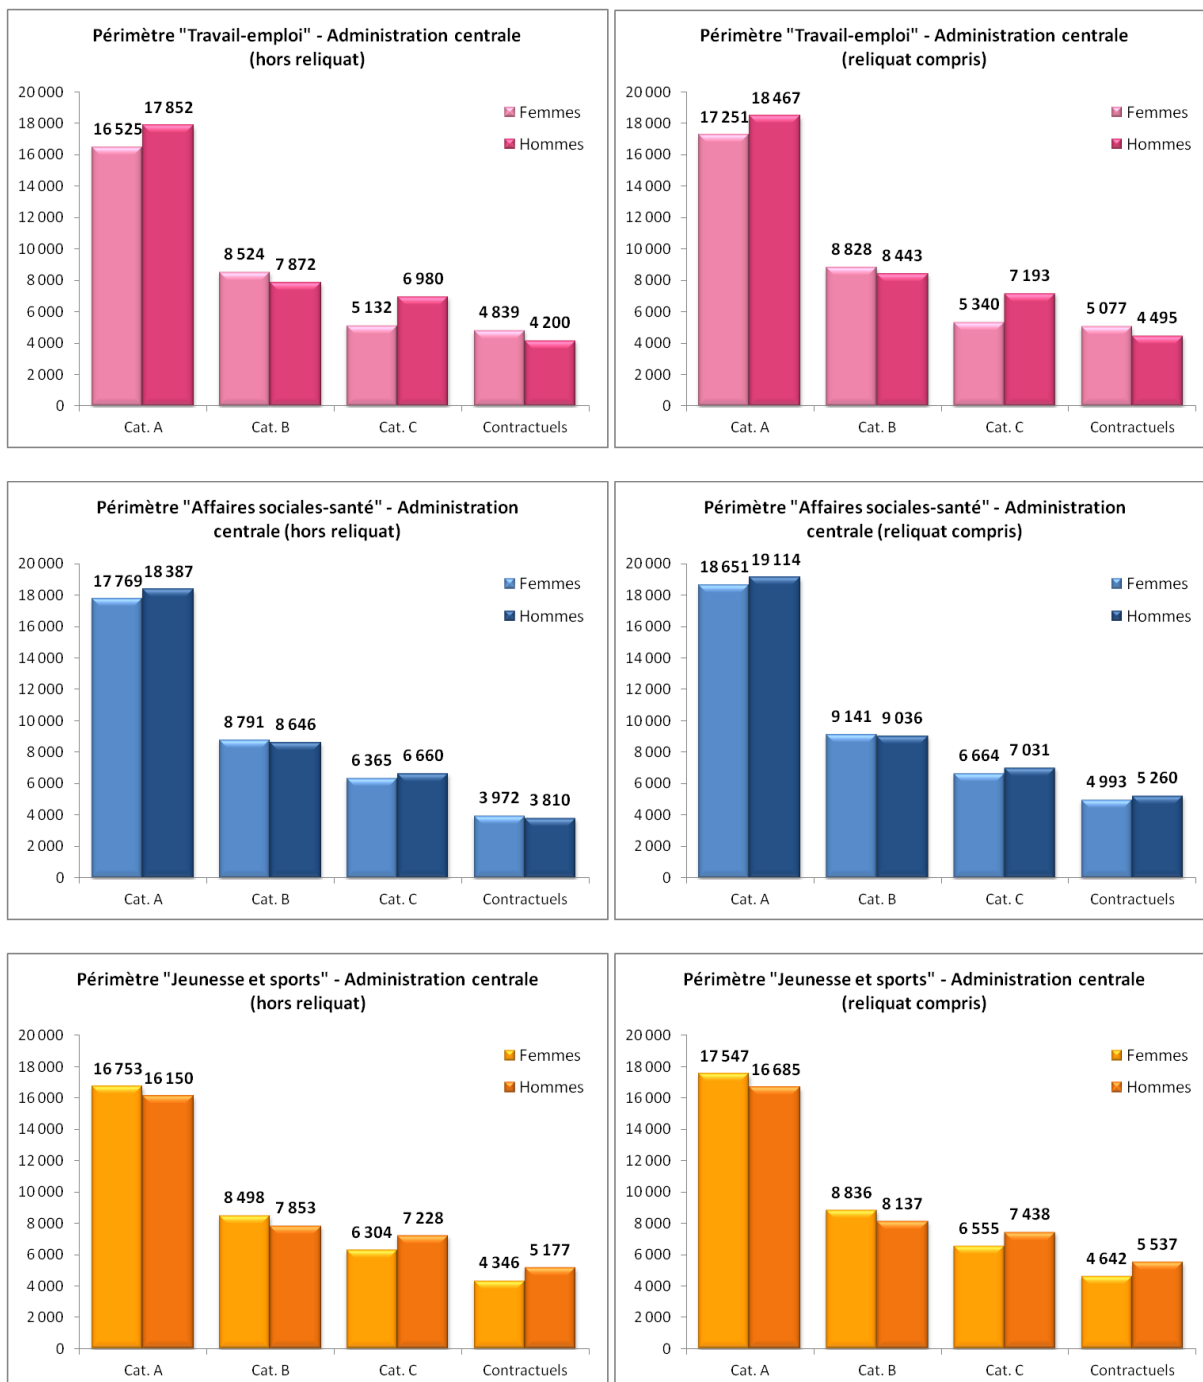 Périmètre "Travail-emploi" - Administration centrale
(hors reliquat)
20 000
18 000
16 000
14 000
12 000
10 000
8 000
6 000
4 000
2 000
0
16 525
17 852
8 524
7 872
5 132
6 980
4 839
4 200
Femmes
Hommes
Cat. A
Cat. B
Cat. C
Contractuels
Périmètre "Travail-emploi" - Administration centrale
(reliquat compris)
20 000
18 000
16 000
14 000
12 000
10 000
8 000
6 000
4 000
2 000
0
17 251
18 467
8 828
8 443
5 340
7 193
5 077
4 495
Femmes
Hommes
Cat. A
Cat. B
Cat. C
Contractuels
Périmètre "Affaires sociales-santé" - Administration
centrale (hors reliquat)
20 000
18 000
16 000
14 000
12 000
10 000
8 000
6 000
4 000
2 000
0
17 769
18 387
8 791
8 646
6 365
6 660
3 972
3 810
Femmes
Hommes
Cat. A
Cat. B
Cat. C
Contractuels
Périmètre "Affaires sociales-santé" - Administration
centrale (reliquat compris)
20 000
18 000
16 000
14 000
12 000
10 000
8 000
6 000
4 000
2 000
0
18 651
19 114
9 141
9 036
6 664
7 031
4 993
5 260
Femmes
Hommes
Cat. A
Cat. B
Cat. C
Contractuels
Périmètre "Jeunesse et sports" - Administration centrale
(hors reliquat)
20 000
18 000
16 000
14 000
12 000
10 000
8 000
6 000
4 000
2 000
0
16 753
16 150
8 498
7 853
6 304
7 228
4 346
5 177
Femmes
Hommes
Cat. A
Cat. B
Cat. C
Contractuels
Périmètre "Jeunesse et sports" - Administration centrale
(reliquat compris)
20 000
18 000
16 000
14 000
12 000
10 000
8 000
6 000
4 000
2 000
0
17 547
16 685
8 836
8 137
6 555
7 438
4 642
5 537
Femmes
Hommes
Cat. A
Cat. B
Cat. C
Contractuels